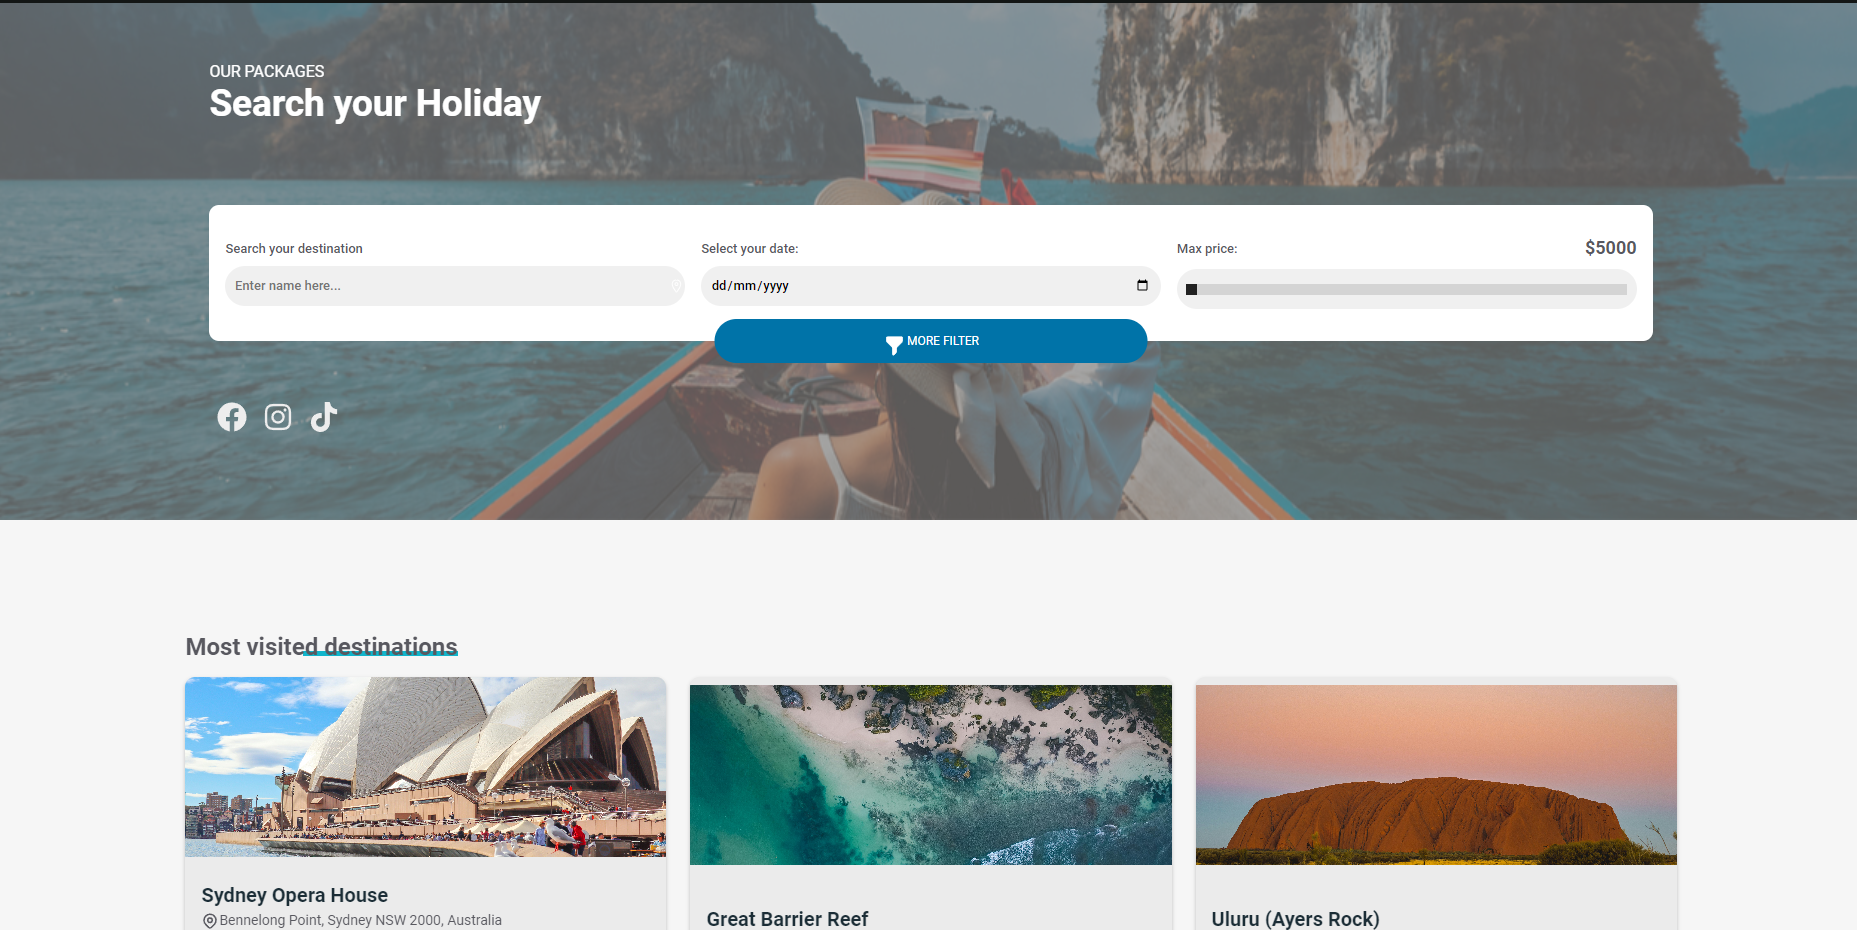 OUR PACKAGES
Search your Holiday
Search your destination
Enter name here...
Select your date:
dd/mm/yyyy
Max price:
$5000
MORE FILTER
Most visited destinations
Sydney Opera House
Bennelong Point, Sydney NSW 2000, Australia
Great Barrier Reef
Uluru (Ayers Rock)